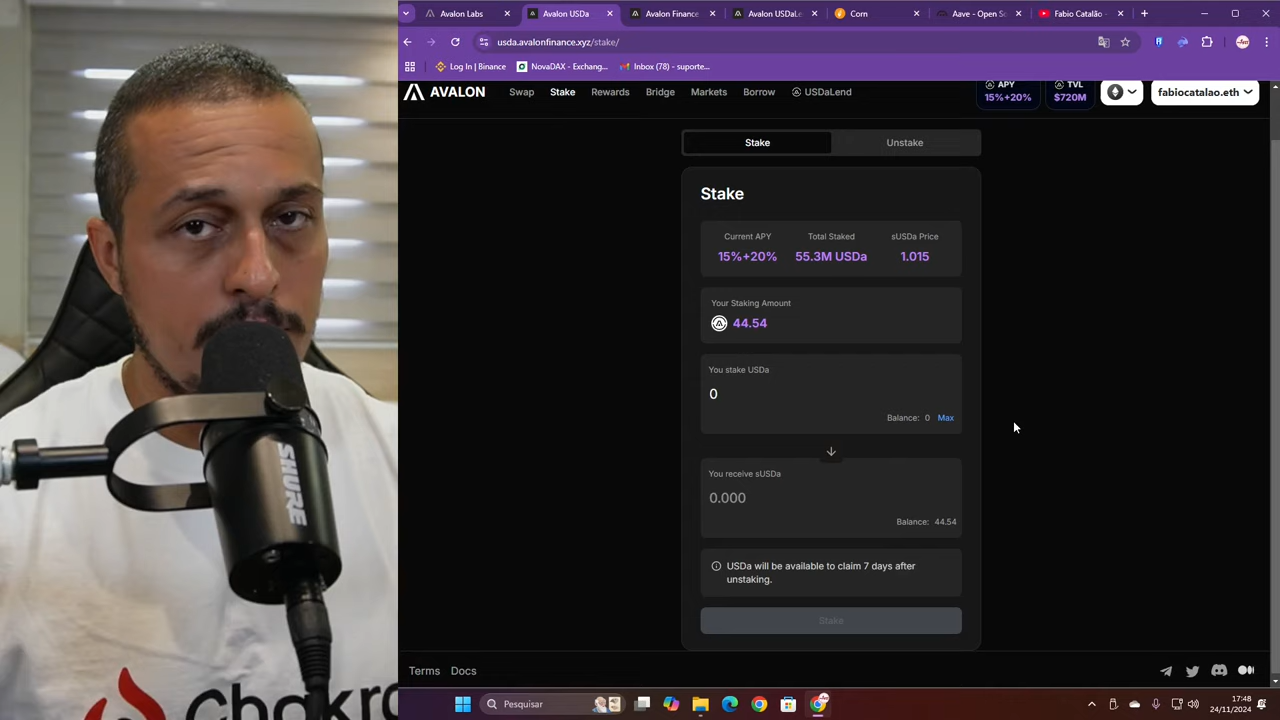 Avalon Labs
Avalon USDa
Avalon Finance
Avalon USDaLe
Corn
Aave - Open So
Fabio Catalão -
usda.avalonfinance.xyz/stake/
Log In | Binance
NovaDAX - Exchang...
Inbox (78) - suporte...
AVALON
Swap
Stake
Rewards
Bridge
Markets
Borrow
USDaLend
APY
15%+20%
TVL
$720M
fabiocatalao.eth
Stake
Unstake
Stake
Current APY
Total Staked
sUSDa Price
15%+20%
55.3M USDa
1.015
Your Staking Amount
44.54
You stake USDa
0
Balance: 0 Max
You receive sUSDa
0.000
Balance: 44.54
USDa will be available to claim 7 days after
unstaking.
Stake
Terms
Docs
SHURE
Chakra
Pesquisar
17:48
24/11/2024